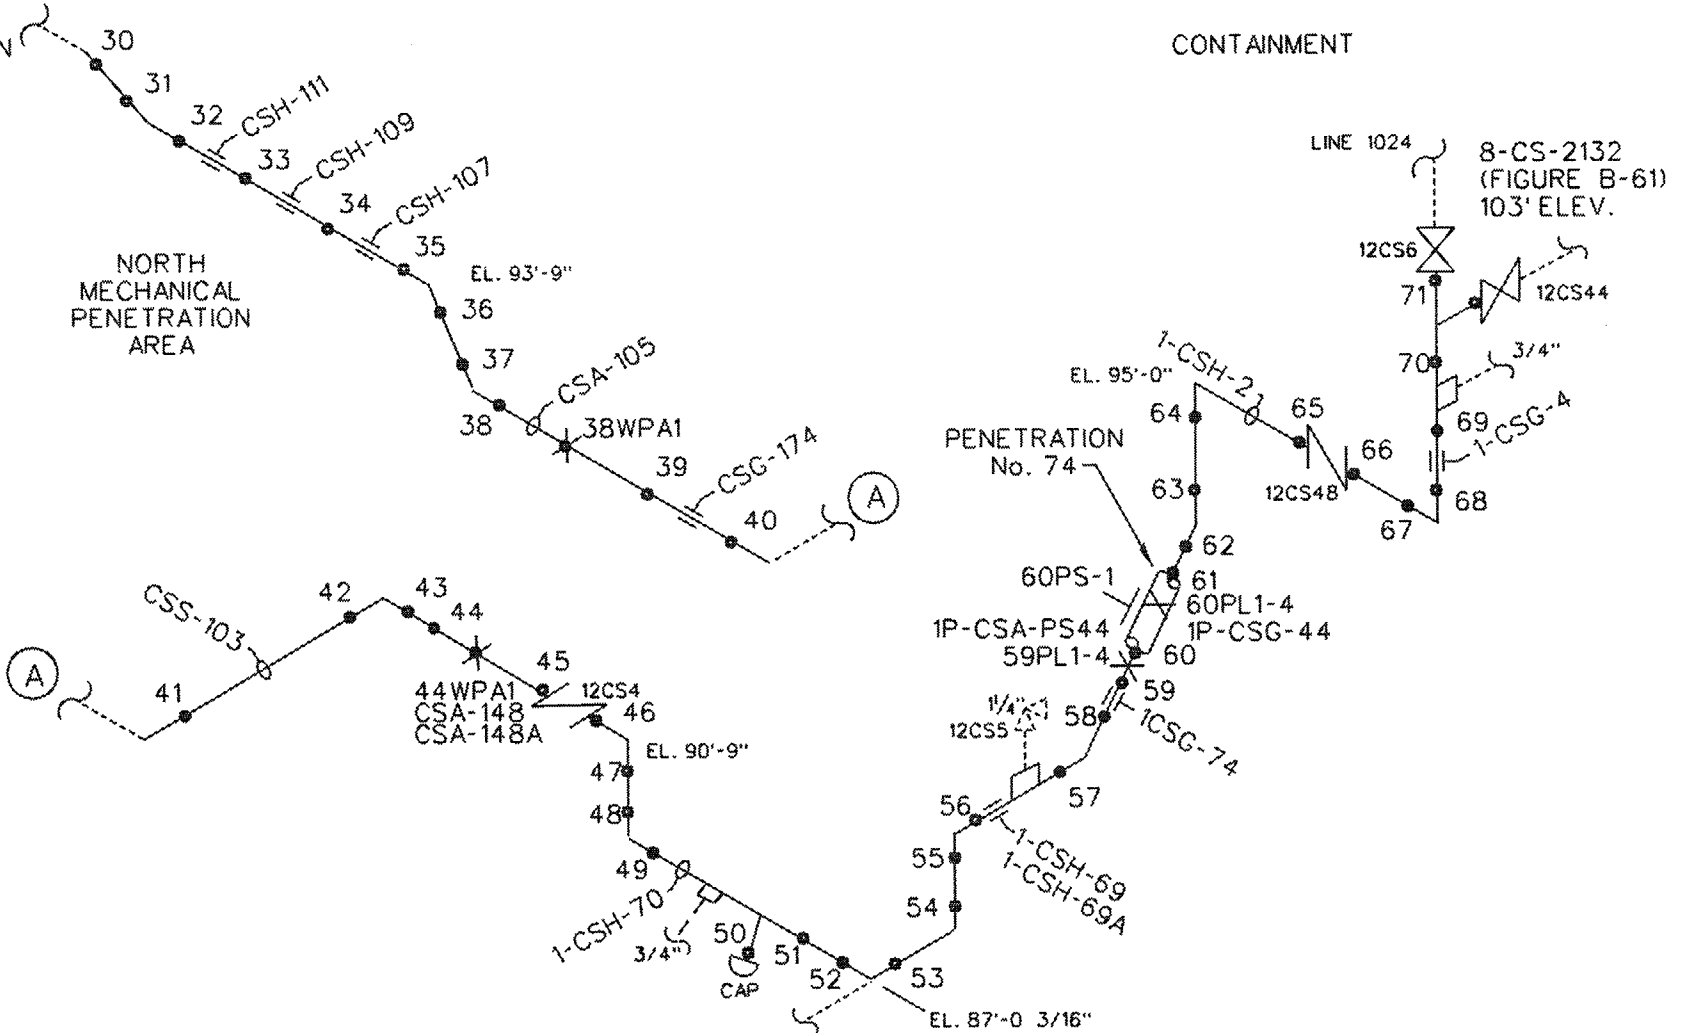 30
31
32
CSH-111
33
CSH-109
34
CSH-107
35
NORTH
MECHANICAL
PENETRATION
AREA
EL. 93'-9"
36
37
38
CSA-105
38WPA1
39
CSG-174
40
A
CONTAINMENT
LINE 1024
8-CS-2132
(FIGURE B-61)
103' ELEV.
12CS6
71
12CS44
70
3/4"
69
1-CSG-4
68
67
66
12CS48
65
1-CSH-21
EL. 95'-0"
64
63
PENETRATION
No. 74
62
61
60PS-1
60PL1-4
1P-CSA-PS44
1P-CSG-44
59PL1-4
60
59
58
1CSG-74
1 1/4"
12CS5
57
56
1-CSH-69
1-CSH-69A
55
54
53
A
41
CSS-103
42
43
44
44WPA1
CSA-148
CSA-148A
45
12CS4
46
EL. 90'-9"
47
48
49
1-CSH-70
3/4"
50
CAP
51
52
EL. 87'-0 3/16"